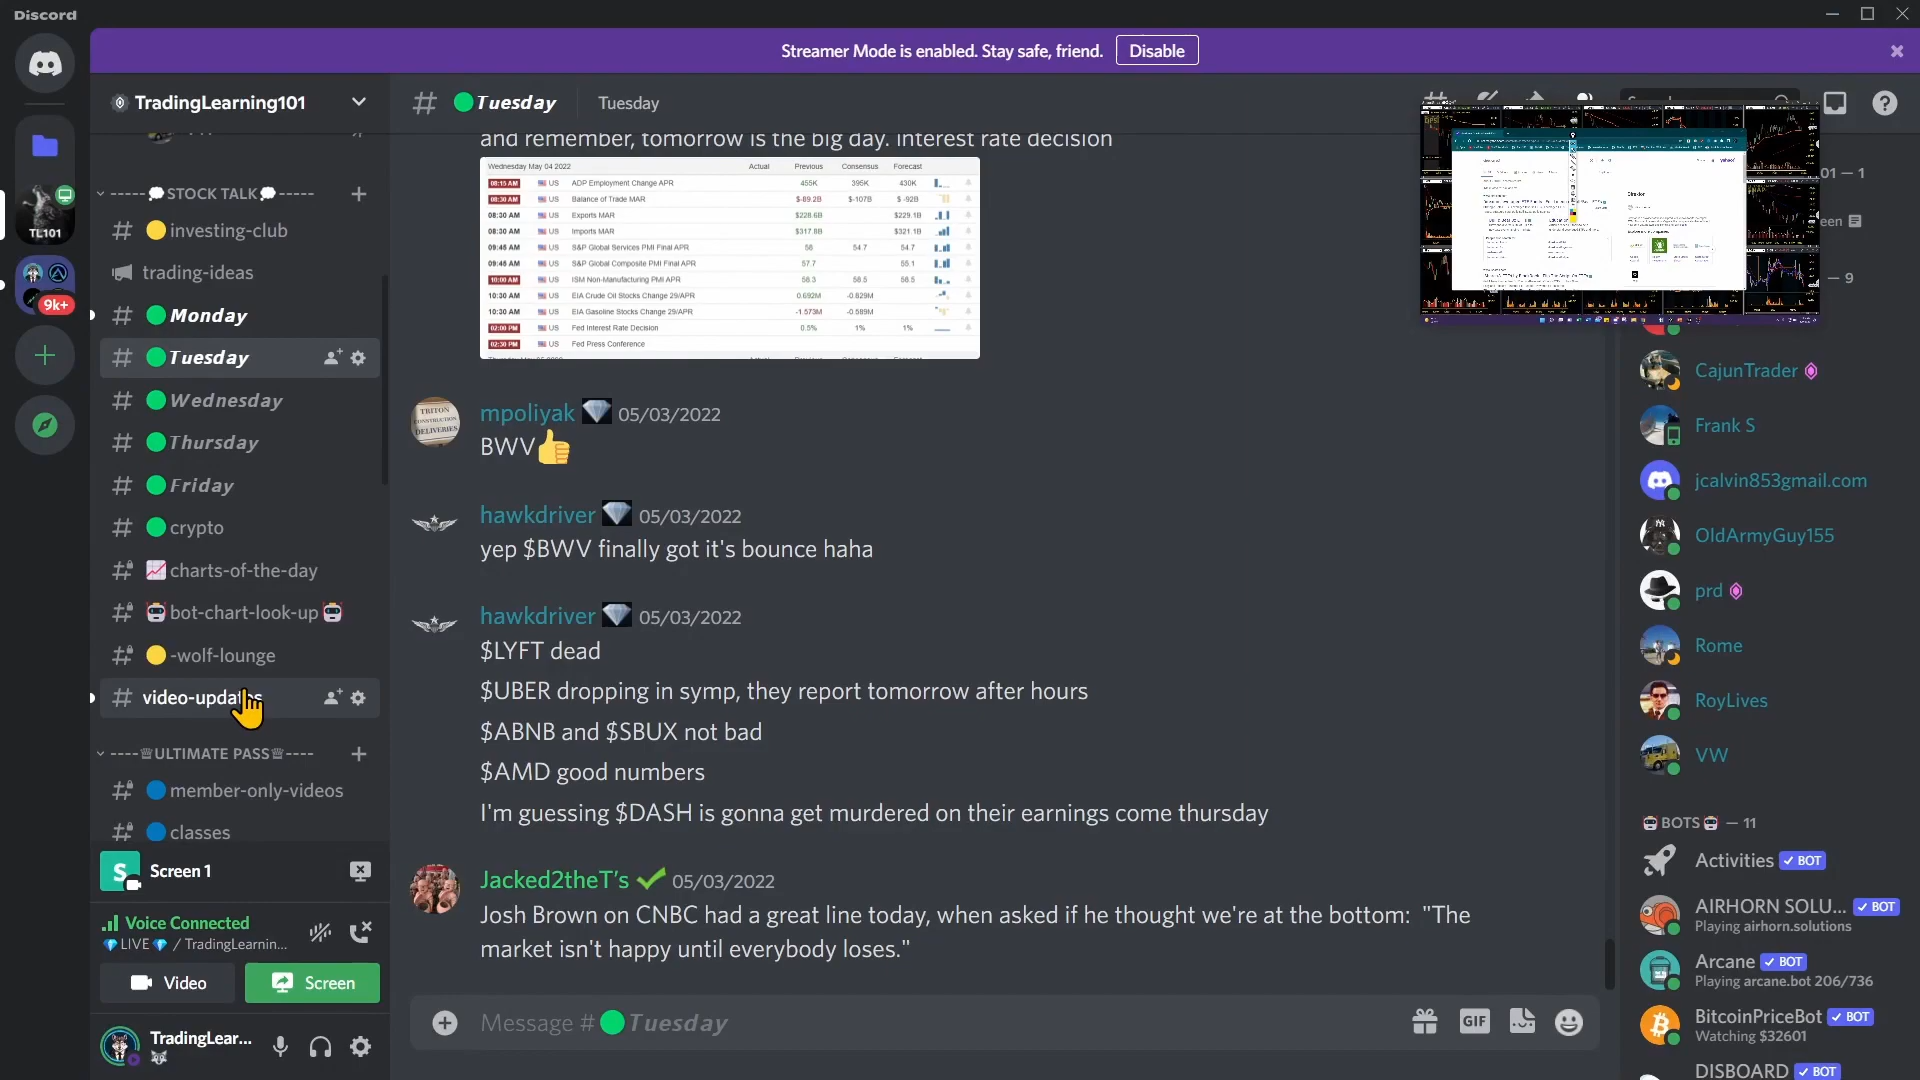 Discord
Streamer Mode is enabled. Stay safe, friend.
Disable
TradingLearning101
Tuesday
Tuesday
TL101
9k+
-----💭STOCK TALK💭-----
investing-club
trading-ideas
Monday
Tuesday
Wednesday
Thursday
Friday
crypto
charts-of-the-day
bot-chart-look-up
-wolf-lounge
video-updates
----♕ULTIMATE PASS♕----
member-only-videos
classes
S Screen 1
Voice Connected
💎LIVE💎 / TradingLearnin...
Video
Screen
TradingLear...
and remember, tomorrow is the big day. interest rate decision
Wednesday May 04 2022 Actual Previous Consensus Forecast
08:15 AM US ADP Employment Change APR 455K 395K 430K
08:30 AM US Balance of Trade MAR $-89.2B $-107B $ -92B
08:30 AM US Exports MAR $228.6B $229.1B
08:30 AM US Imports MAR $317.8B $321.1B
09:45 AM US S&P Global Services PMI Final APR 58 54.7 54.7
09:45 AM US S&P Global Composite PMI Final APR 57.7 55.1
10:00 AM US ISM Non-Manufacturing PMI APR 58.3 58.5 58.5
10:30 AM US EIA Crude Oil Stocks Change 29/APR 0.692M -0.829M
10:30 AM US EIA Gasoline Stocks Change 29/APR -1.573M -0.589M
02:00 PM US Fed Interest Rate Decision 0.5% 1% 1%
02:30 PM US Fed Press Conference
TRITON
CONSTRUCTION
DELIVERIES
mpoliyak 05/03/2022
BWV👍
hawkdriver 05/03/2022
yep $BWV finally got it's bounce haha
hawkdriver 05/03/2022
$LYFT dead
$UBER dropping in symp, they report tomorrow after hours
$ABNB and $SBUX not bad
$AMD good numbers
I'm guessing $DASH is gonna get murdered on their earnings come thursday
Jacked2theT's 05/03/2022
Josh Brown on CNBC had a great line today, when asked if he thought we're at the bottom: "The
market isn't happy until everybody loses."
Message # Tuesday
GIF
01 — 1
een
— 9
CajunTrader
Frank S
jcalvin853gmail.com
OldArmyGuy155
prd
Rome
RoyLives
VW
BOTS — 11
Activities BOT
AIRHORN SOLU... BOT
Playing airhorn.solutions
Arcane BOT
Playing arcane.bot 206/736
BitcoinPriceBot BOT
Watching $32601
DISBOARD BOT